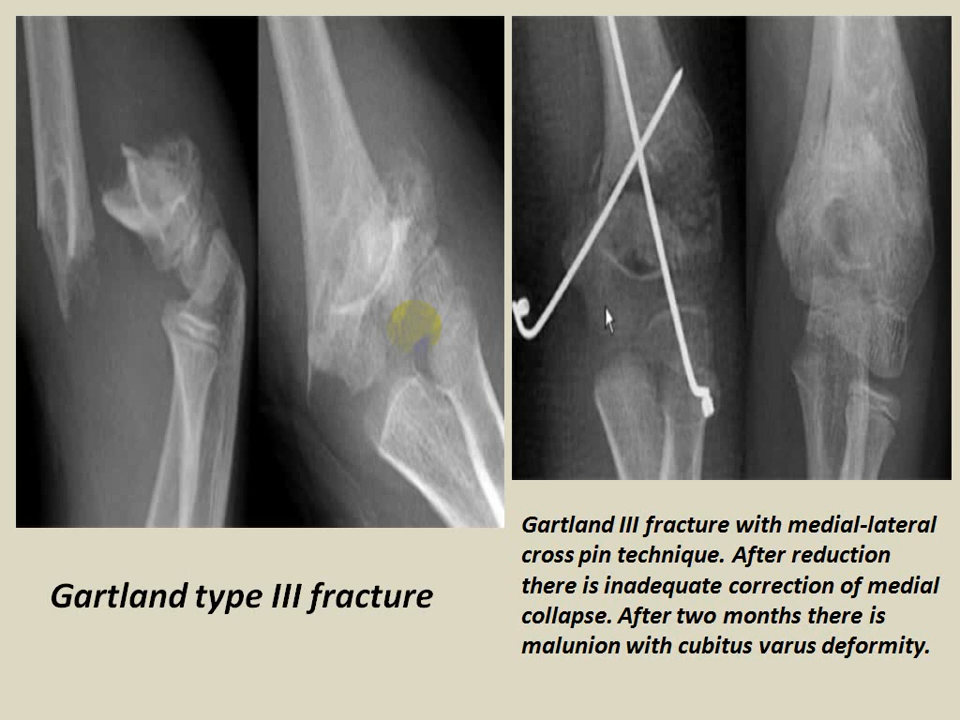 Gartland type III fracture
Gartland III fracture with medial-lateral
cross pin technique. After reduction
there is inadequate correction of medial
collapse. After two months there is
malunion with cubitus varus deformity.